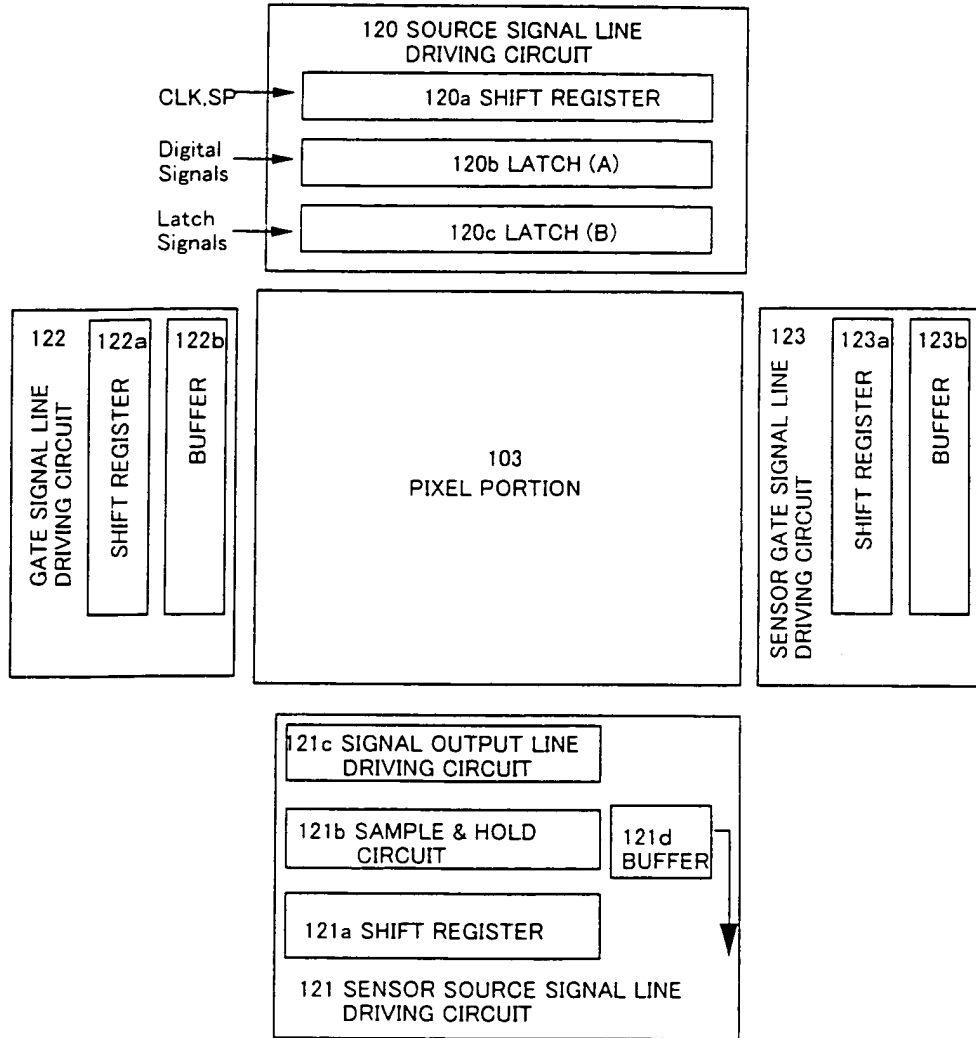 120 SOURCE SIGNAL LINE
DRIVING CIRCUIT
CLK,SP
120a SHIFT REGISTER
Digital
Signals
120b LATCH (A)
Latch
Signals
120c LATCH (B)
122
GATE SIGNAL LINE
DRIVING CIRCUIT
122a
SHIFT REGISTER
122b
BUFFER
103
PIXEL PORTION
123
SENSOR GATE SIGNAL LINE
DRIVING CIRCUIT
123a
SHIFT REGISTER
123b
BUFFER
121c SIGNAL OUTPUT LINE
DRIVING CIRCUIT
121b SAMPLE & HOLD
CIRCUIT
121d
BUFFER
121a SHIFT REGISTER
121 SENSOR SOURCE SIGNAL LINE
DRIVING CIRCUIT